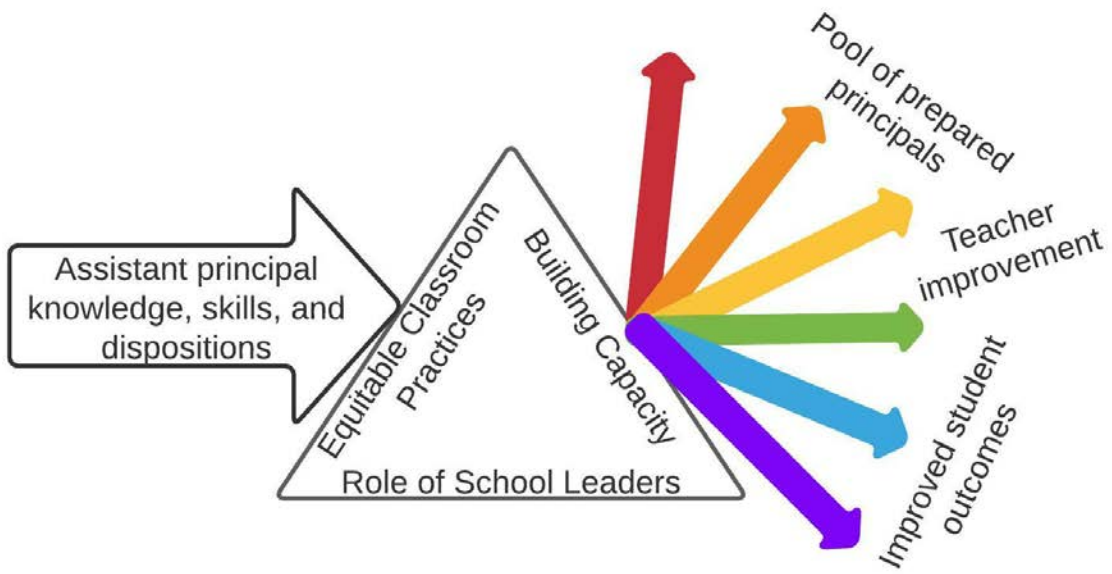 Assistant principal
knowledge, skills, and
dispositions
Equitable Classroom
Practices
Building Capacity
Role of School Leaders
Pool of prepared
principals
Teacher
improvement
Improved student
outcomes